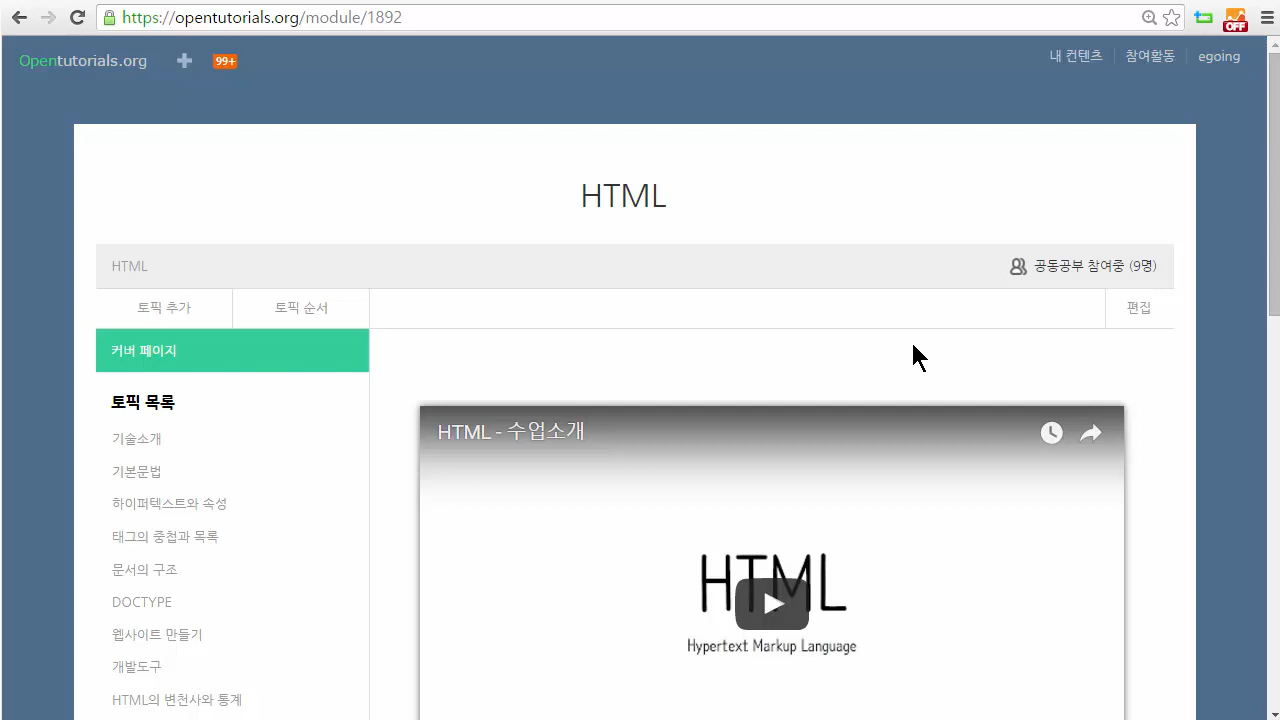 https://opentutorials.org/module/1892
OFF
Opentutorials.org
99+
내 컨텐츠
참여활동
egoing
HTML
HTML
공동공부 참여중 (9명)
토픽 추가
토픽 순서
편집
커버 페이지
토픽 목록
기술소개
기본문법
하이퍼텍스트와 속성
태그의 중첩과 목록
문서의 구조
DOCTYPE
웹사이트 만들기
개발도구
HTML의 변천사와 통계
HTML - 수업소개
HTML
Hypertext Markup Language